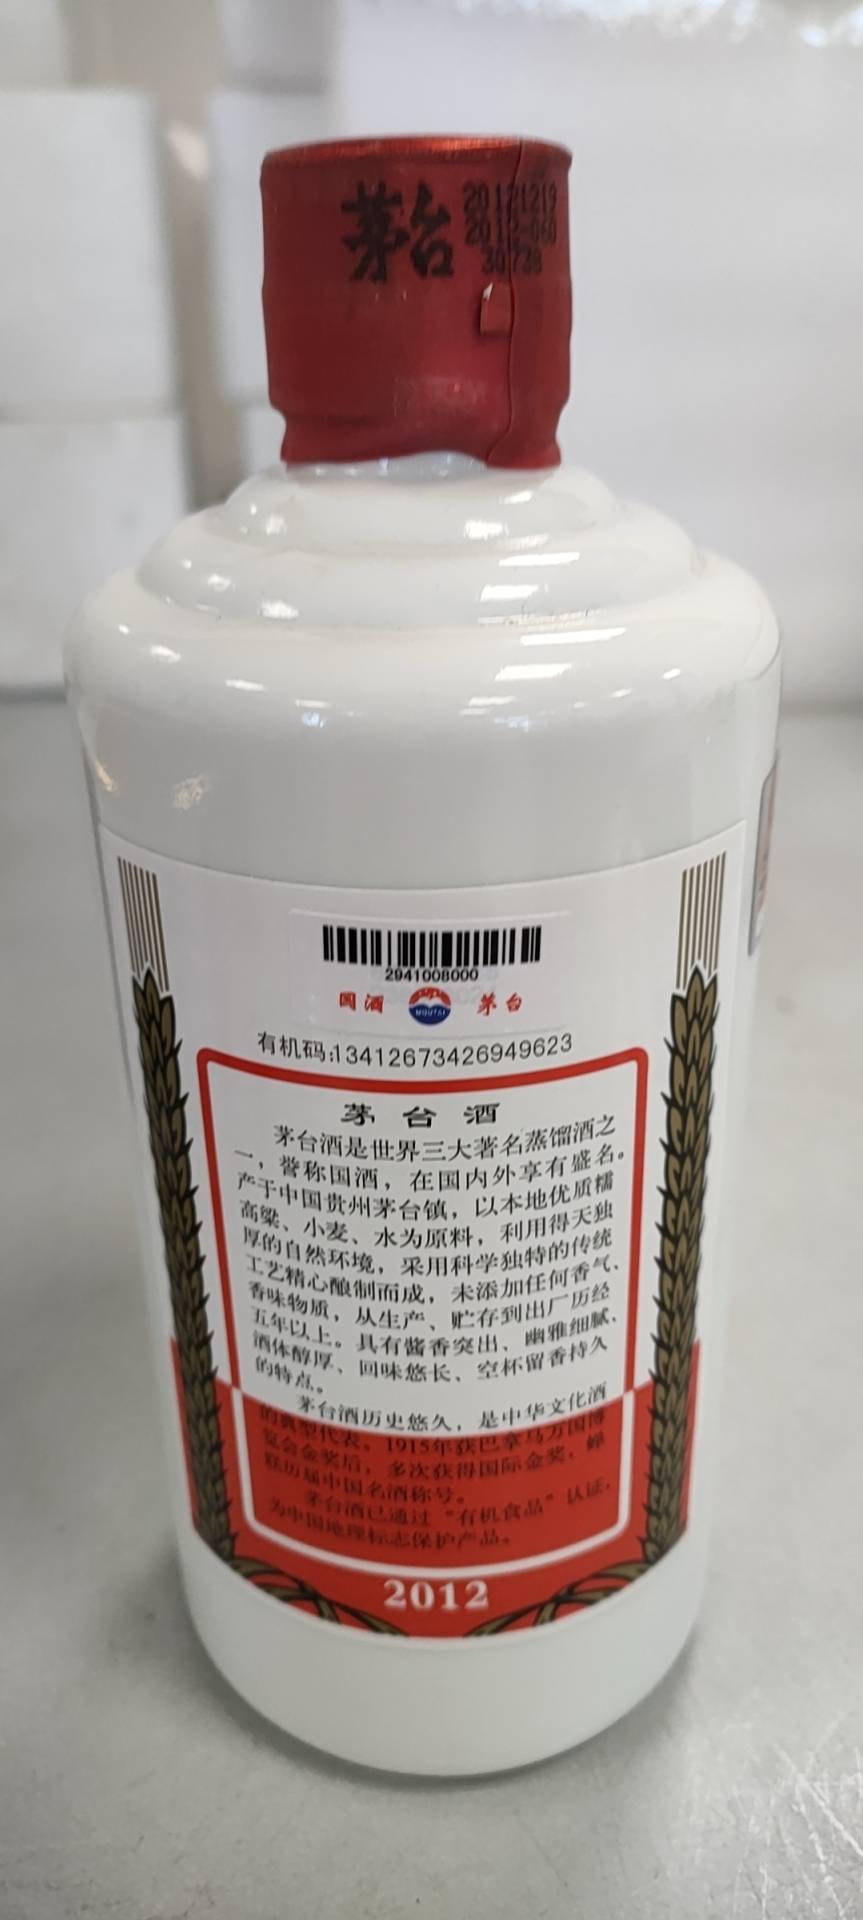 茅台
20121219
2012-060
30738
2941008000
国酒
MOUTAI
茅台
有机码:13412673426949623
茅台酒
茅台酒是世界三大著名蒸馏酒之
一，誉称国酒，在国内外享有盛名。
产于中国贵州茅台镇，以本地优质糯
高粱、小麦、水为原料，利用得天独
厚的自然环境，采用科学独特的传统
工艺精心酿制而成，未添加任何香气、
香味物质，从生产、贮存到出厂历经
五年以上。具有酱香突出、幽雅细腻、
酒体醇厚、回味悠长、空杯留香持久
的特点。
茅台酒历史悠久，是中华文化酒
的典型代表。1915年获巴拿马万国博
览会金奖后，多次获得国际金奖，蝉
联历届中国名酒称号。
茅台酒已通过“有机食品”认证，
为中国地理标志保护产品。
2012